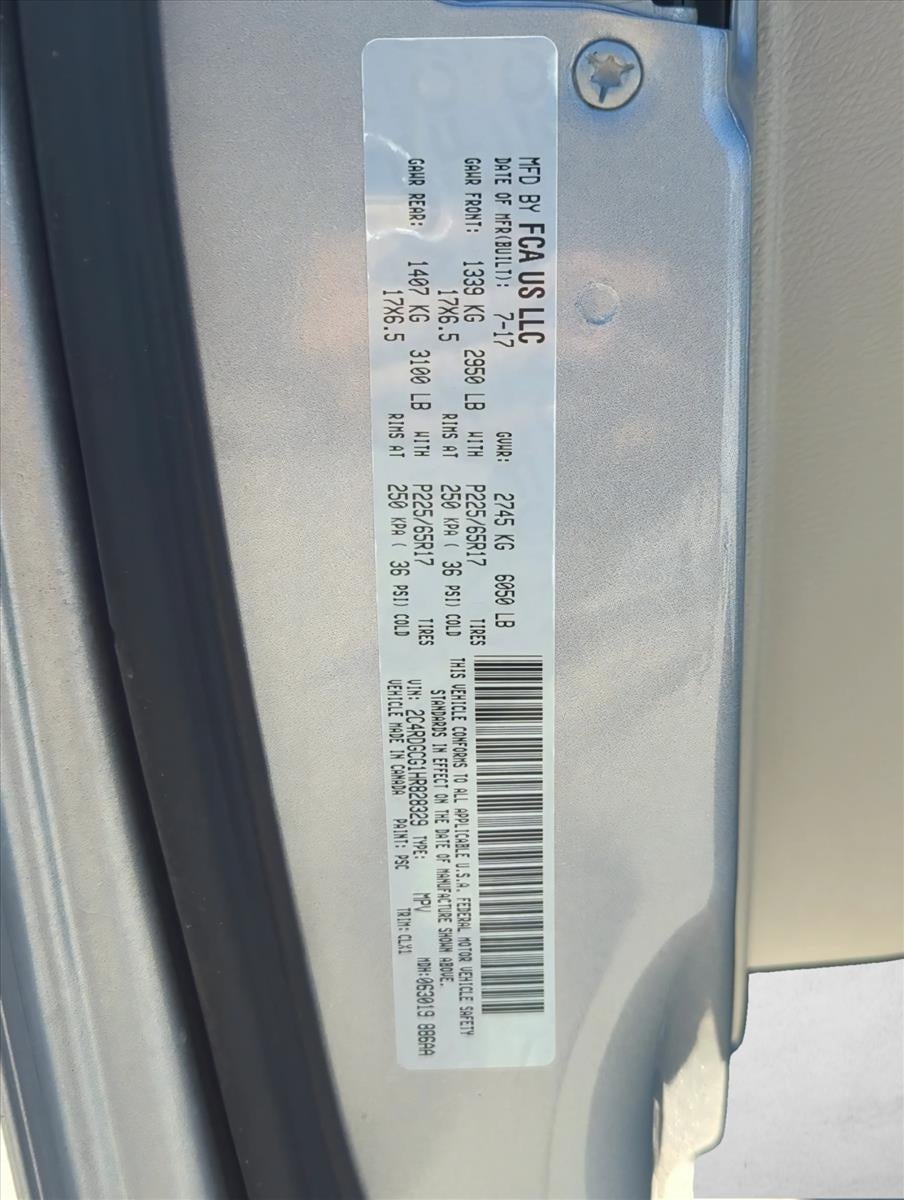 MFD BY FCA US LLC
DATE OF MFR(BUILT): 7-17 GVWR: 2745 KG 6050 LB
GAWR FRONT: 1339 KG 2950 LB WITH P225/65R17 TIRES
17X6.5 RIMS AT 250 KPA ( 36 PSI) COLD
GAWR REAR: 1407 KG 3100 LB WITH P225/65R17 TIRES
17X6.5 RIMS AT 250 KPA ( 36 PSI) COLD
THIS VEHICLE CONFORMS TO ALL APPLICABLE U.S.A. FEDERAL MOTOR VEHICLE SAFETY
STANDARDS IN EFFECT ON THE DATE OF MANUFACTURE SHOWN ABOVE.
VIN: 2C4RDGCG1HR828329 TYPE: MPV MDH:063019 886AA
VEHICLE MADE IN CANADA PAINT: PSC TRIM:CLX1